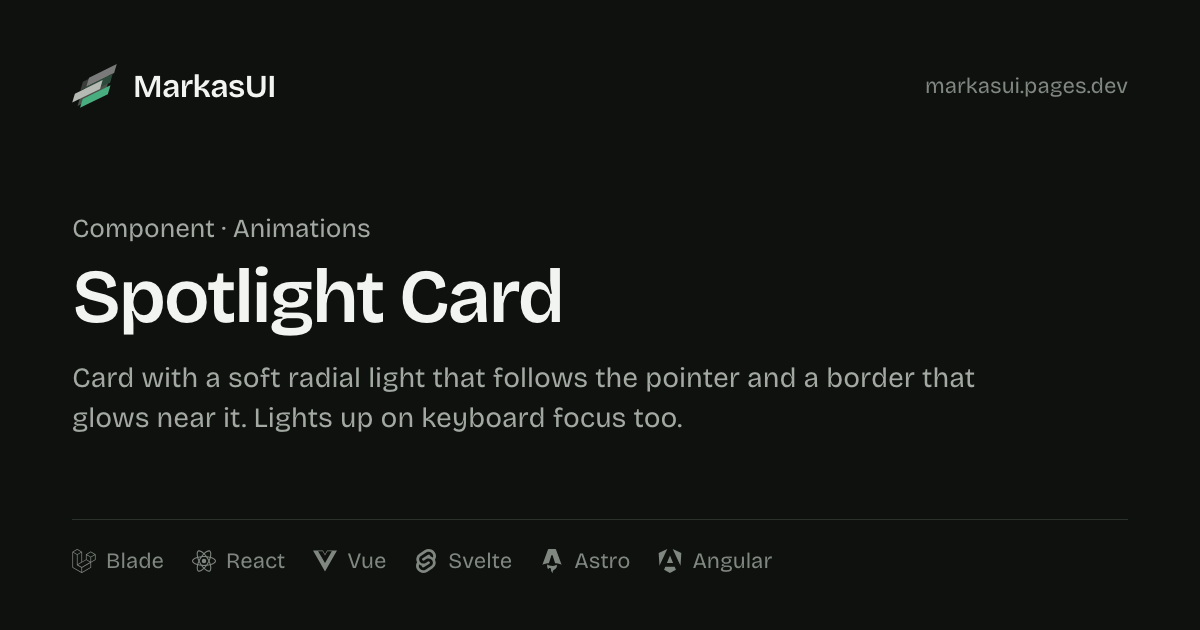 MarkasUI
markasui.pages.dev
Component · Animations
Spotlight Card
Card with a soft radial light that follows the pointer and a border that
glows near it. Lights up on keyboard focus too.
Blade React Vue Svelte Astro Angular